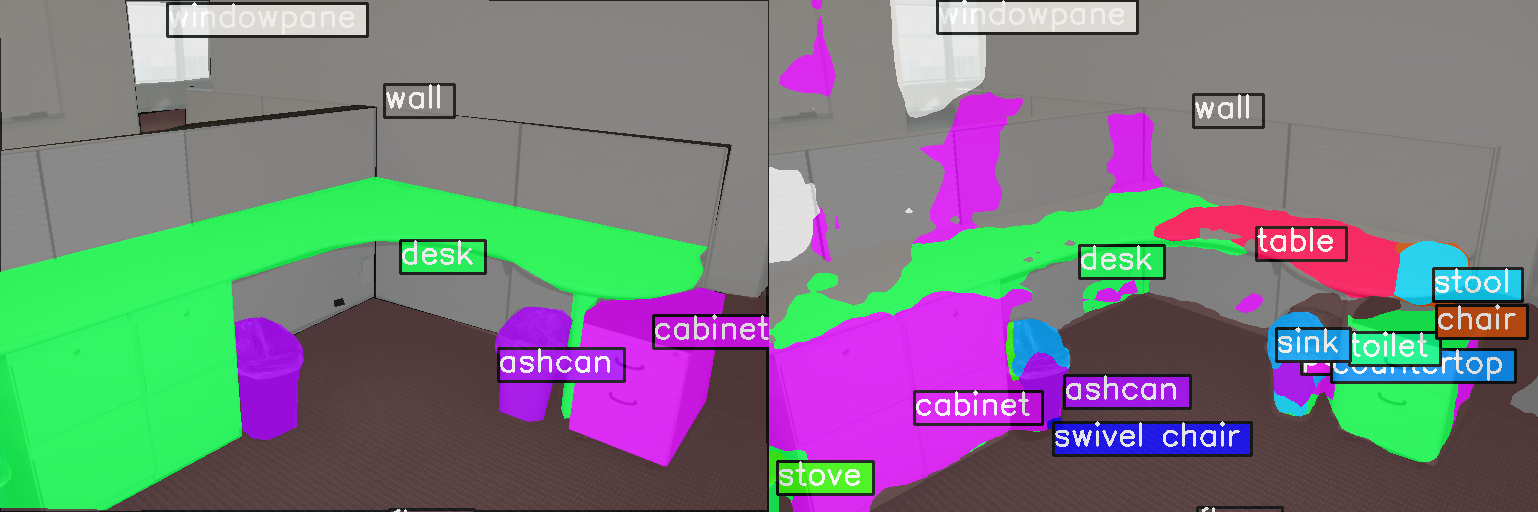 windowpane
wall
desk
cabinet
ashcan
windowpane
wall
table
desk
stool
chair
sink
toilet
countertop
ashcan
cabinet
swivel chair
stove